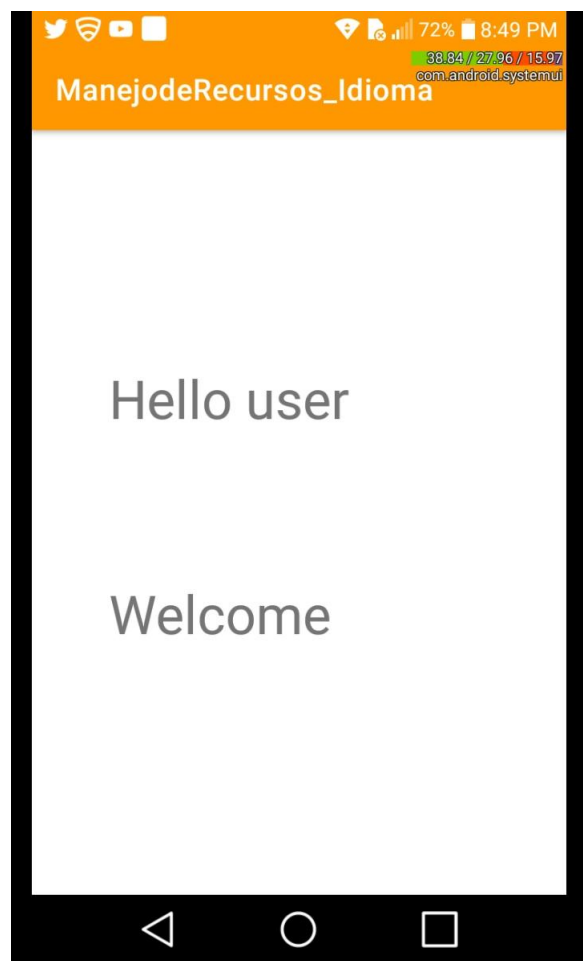 72% 8:49 PM
38.84 / 27.96 / 15.97
com.android.systemui
ManejodeRecursos_Idioma
Hello user
Welcome